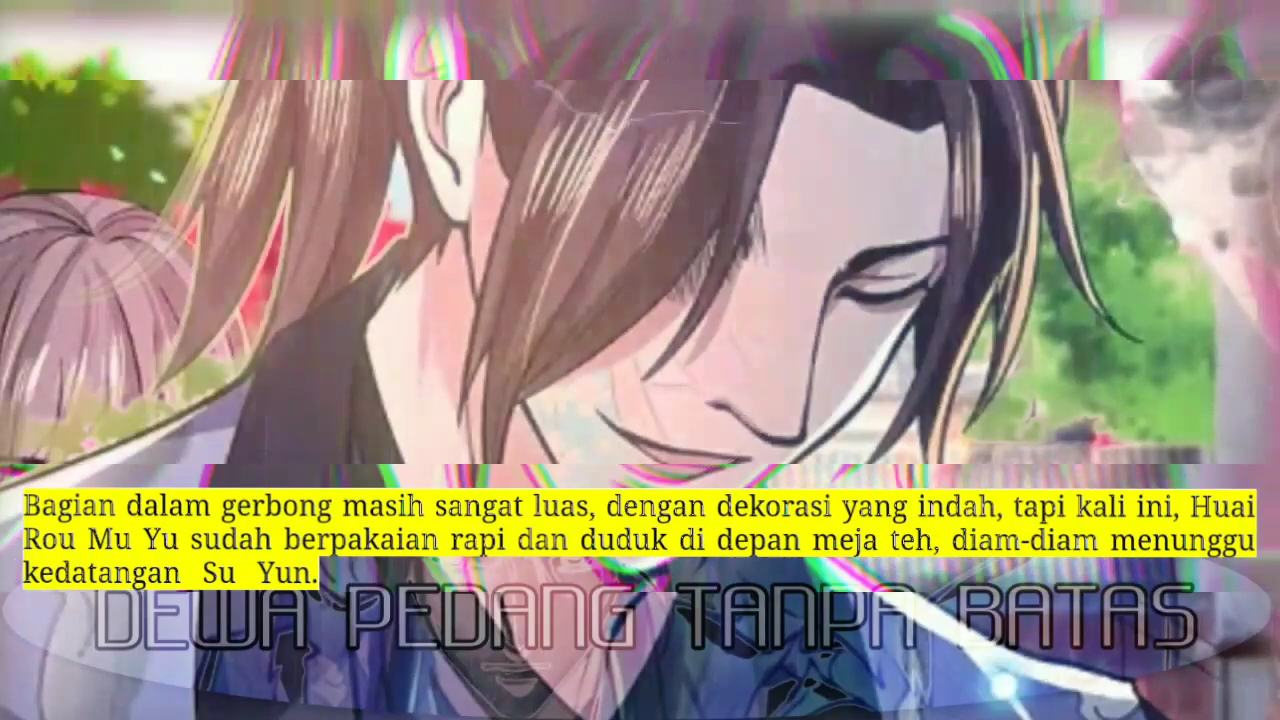 Bagian dalam gerbong masih sangat luas, dengan dekorasi yang indah, tapi kali ini, Huai
Rou Mu Yu sudah berpakaian rapi dan duduk di depan meja teh, diam-diam menunggu
kedatangan Su Yun.
DEWA PEDANG TANPA BATAS